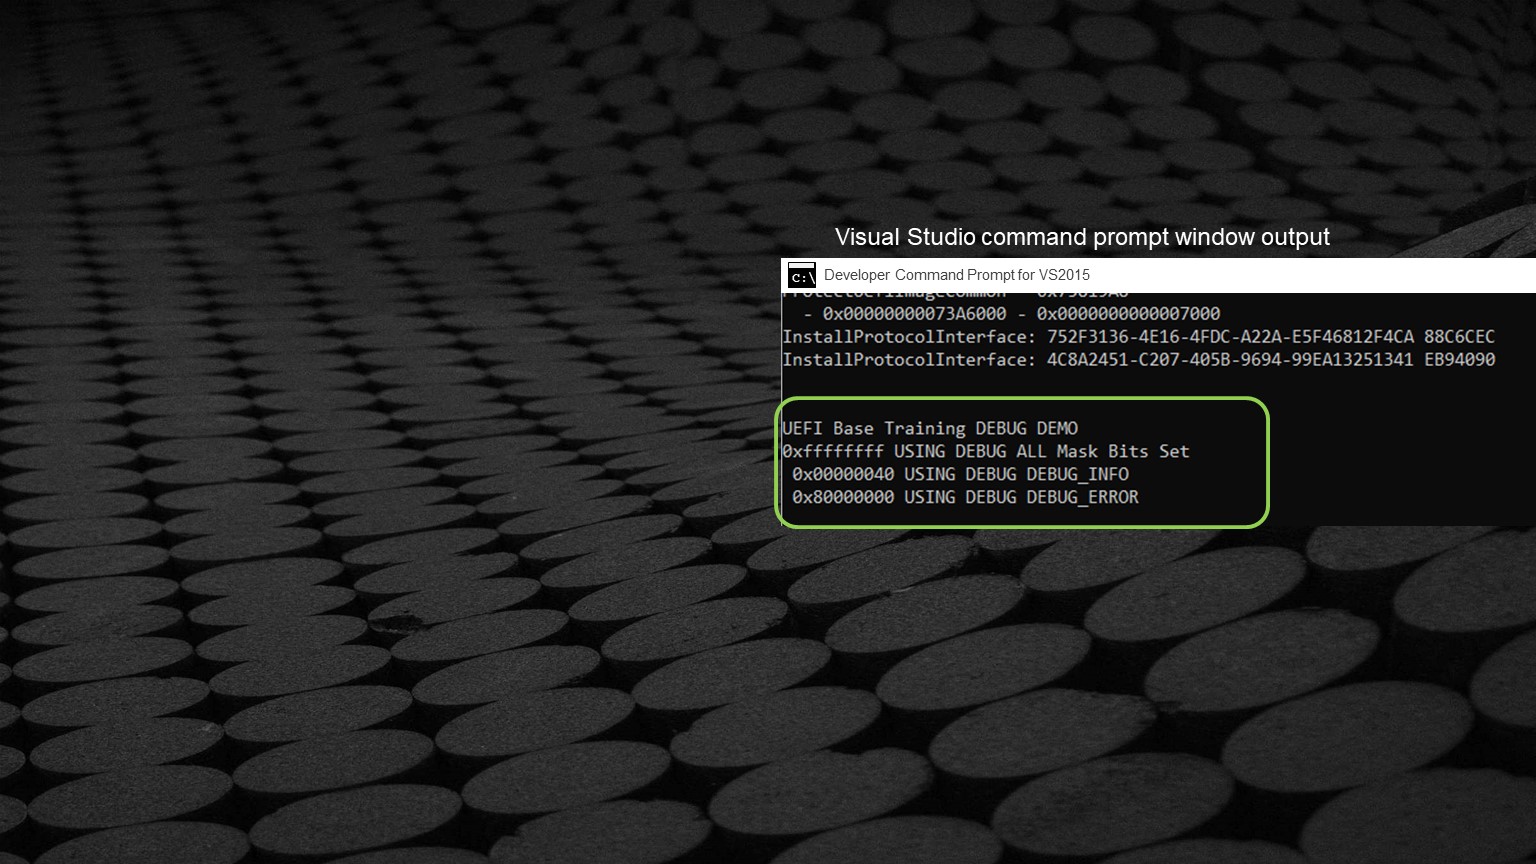 Visual Studio command prompt window output
C:\ Developer Command Prompt for VS2015
- 0x00000000073A6000 - 0x0000000000007000
InstallProtocolInterface: 752F3136-4E16-4FDC-A22A-E5F46812F4CA 88C6CEC
InstallProtocolInterface: 4C8A2451-C207-405B-9694-99EA13251341 EB94090
UEFI Base Training DEBUG DEMO
0xffffffff USING DEBUG ALL Mask Bits Set
0x00000040 USING DEBUG DEBUG_INFO
0x80000000 USING DEBUG DEBUG_ERROR